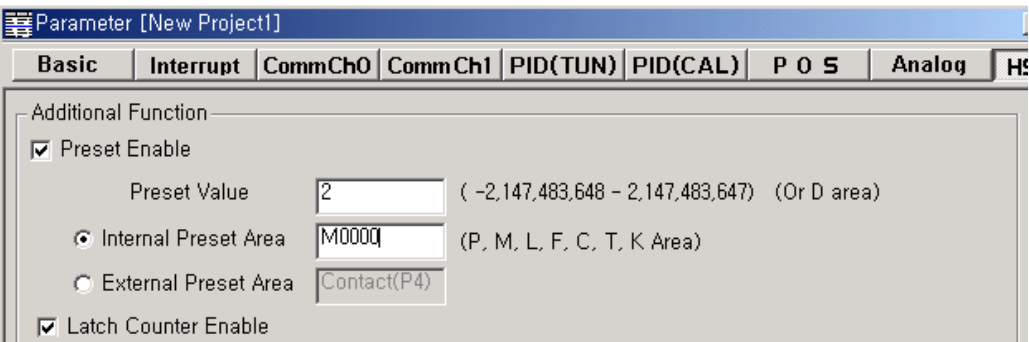 Parameter [New Project1]
Basic Interrupt CommCh0 CommCh1 PID(TUN) PID(CAL) P O S Analog
Additional Function
Preset Enable
Preset Value 2 ( -2,147,483,648 - 2,147,483,647) (Or D area)
Internal Preset Area M0000 (P, M, L, F, C, T, K Area)
External Preset Area Contact(P4)
Latch Counter Enable